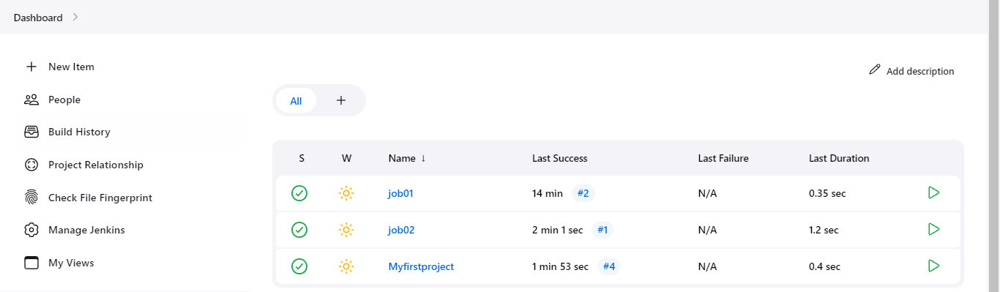 Dashboard
New Item
People
Build History
Project Relationship
Check File Fingerprint
Manage Jenkins
My Views
Add description
All
S W Name ↓ Last Success Last Failure Last Duration
job01 14 min #2 N/A 0.35 sec
job02 2 min 1 sec #1 N/A 1.2 sec
Myfirstproject 1 min 53 sec #4 N/A 0.4 sec